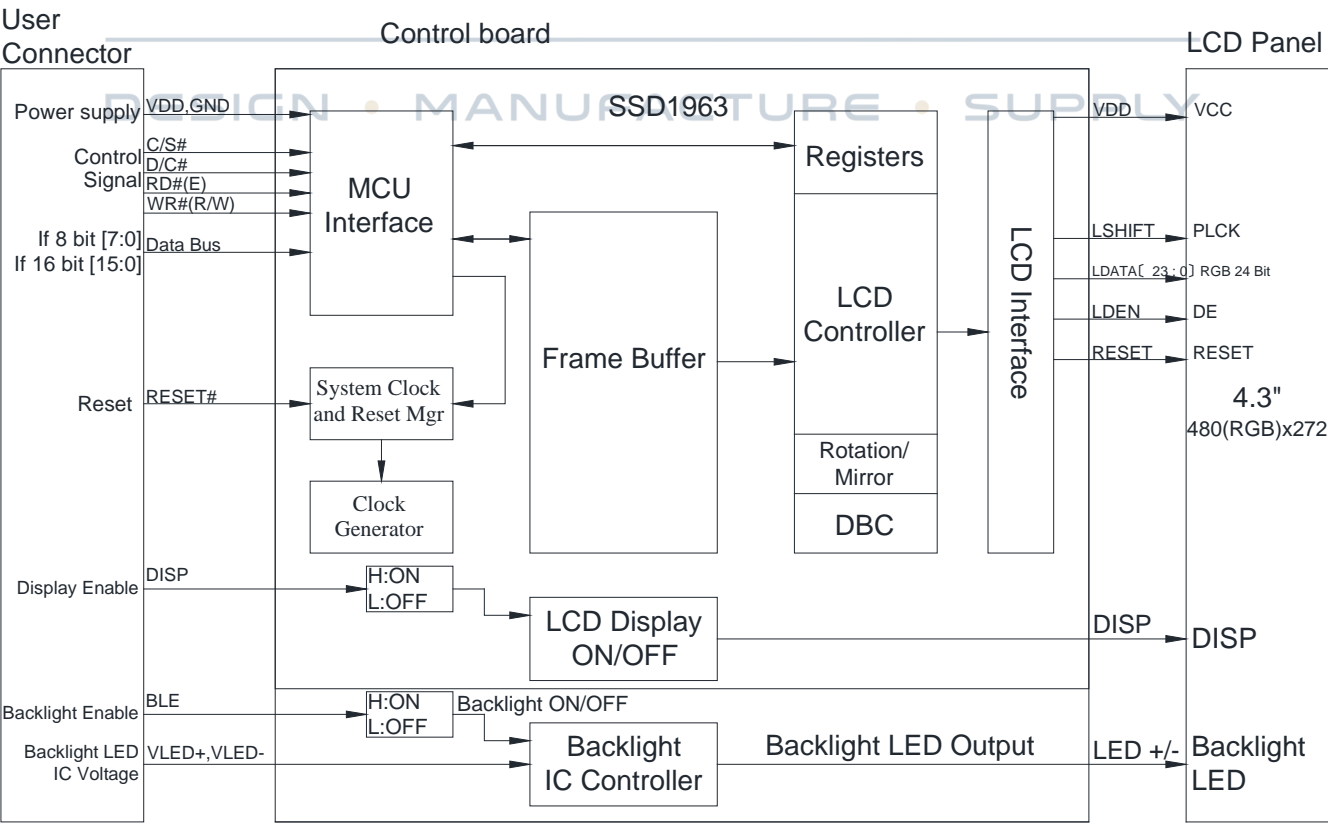 User
Connector
Control board
LCD Panel
DESIGN • MANUFACTURE • SUPPLY
SSD1963
Power supply
VDD,GND
Control
Signal
C/S#
D/C#
RD#(E)
WR#(R/W)
If 8 bit [7:0]
If 16 bit [15:0]
Data Bus
MCU
Interface
Registers
LCD
Controller
Frame Buffer
Rotation/
Mirror
DBC
LCD Interface
VDD
VCC
LSHIFT
PLCK
LDATA〔 23 : 0〕 RGB 24 Bit
LDEN
DE
RESET
RESET
4.3"
480(RGB)x272
Reset
RESET#
System Clock
and Reset Mgr
Clock
Generator
Display Enable
DISP
H:ON
L:OFF
LCD Display
ON/OFF
DISP
DISP
Backlight Enable
BLE
H:ON
L:OFF
Backlight ON/OFF
Backlight LED
IC Voltage
VLED+,VLED-
Backlight
IC Controller
Backlight LED Output
LED +/-
Backlight
LED